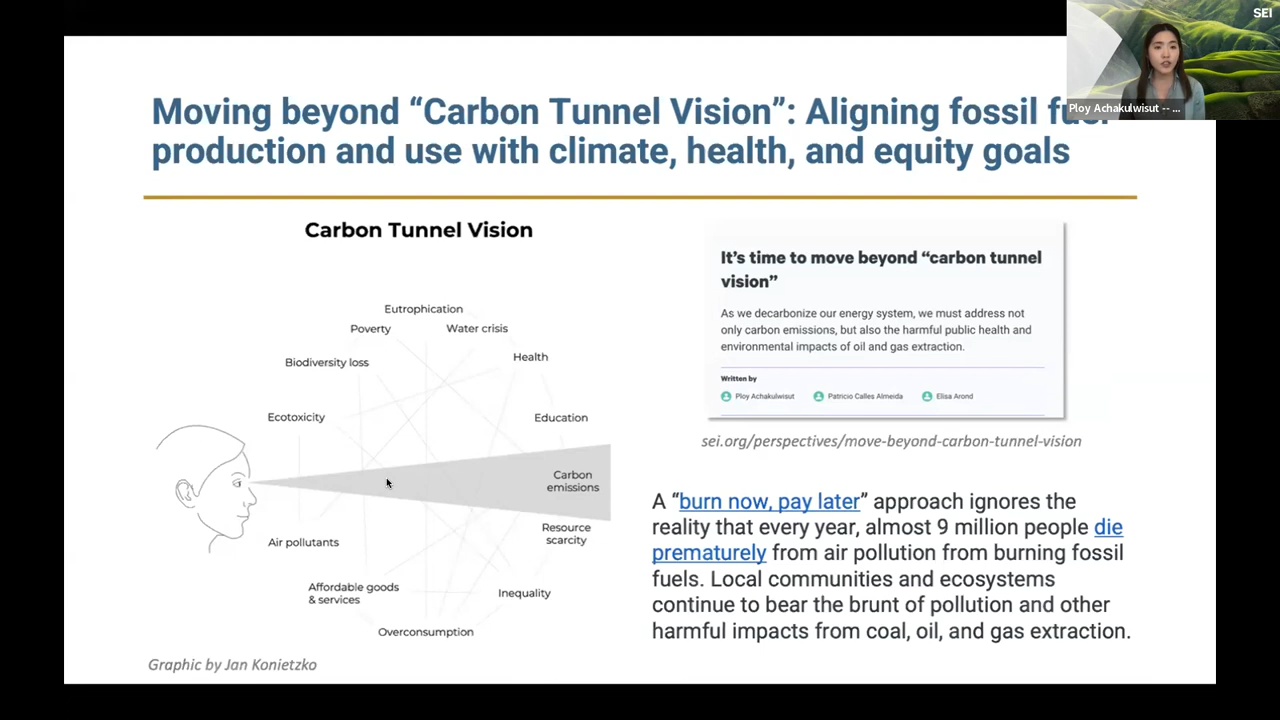 SEI
Ploy Achakulwisut -- ...
Moving beyond “Carbon Tunnel Vision”: Aligning fossil fuel
production and use with climate, health, and equity goals
Carbon Tunnel Vision
Eutrophication
Poverty
Water crisis
Biodiversity loss
Health
Ecotoxicity
Education
Carbon
emissions
Air pollutants
Resource
scarcity
Affordable goods
& services
Inequality
Overconsumption
Graphic by Jan Konietzko
It’s time to move beyond “carbon tunnel
vision”
As we decarbonize our energy system, we must address not
only carbon emissions, but also the harmful public health and
environmental impacts of oil and gas extraction.
Written by
Ploy Achakulwisut
Patricio Calles Almeida
Elisa Arond
sei.org/perspectives/move-beyond-carbon-tunnel-vision
A “burn now, pay later” approach ignores the
reality that every year, almost 9 million people die
prematurely from air pollution from burning fossil
fuels. Local communities and ecosystems
continue to bear the brunt of pollution and other
harmful impacts from coal, oil, and gas extraction.